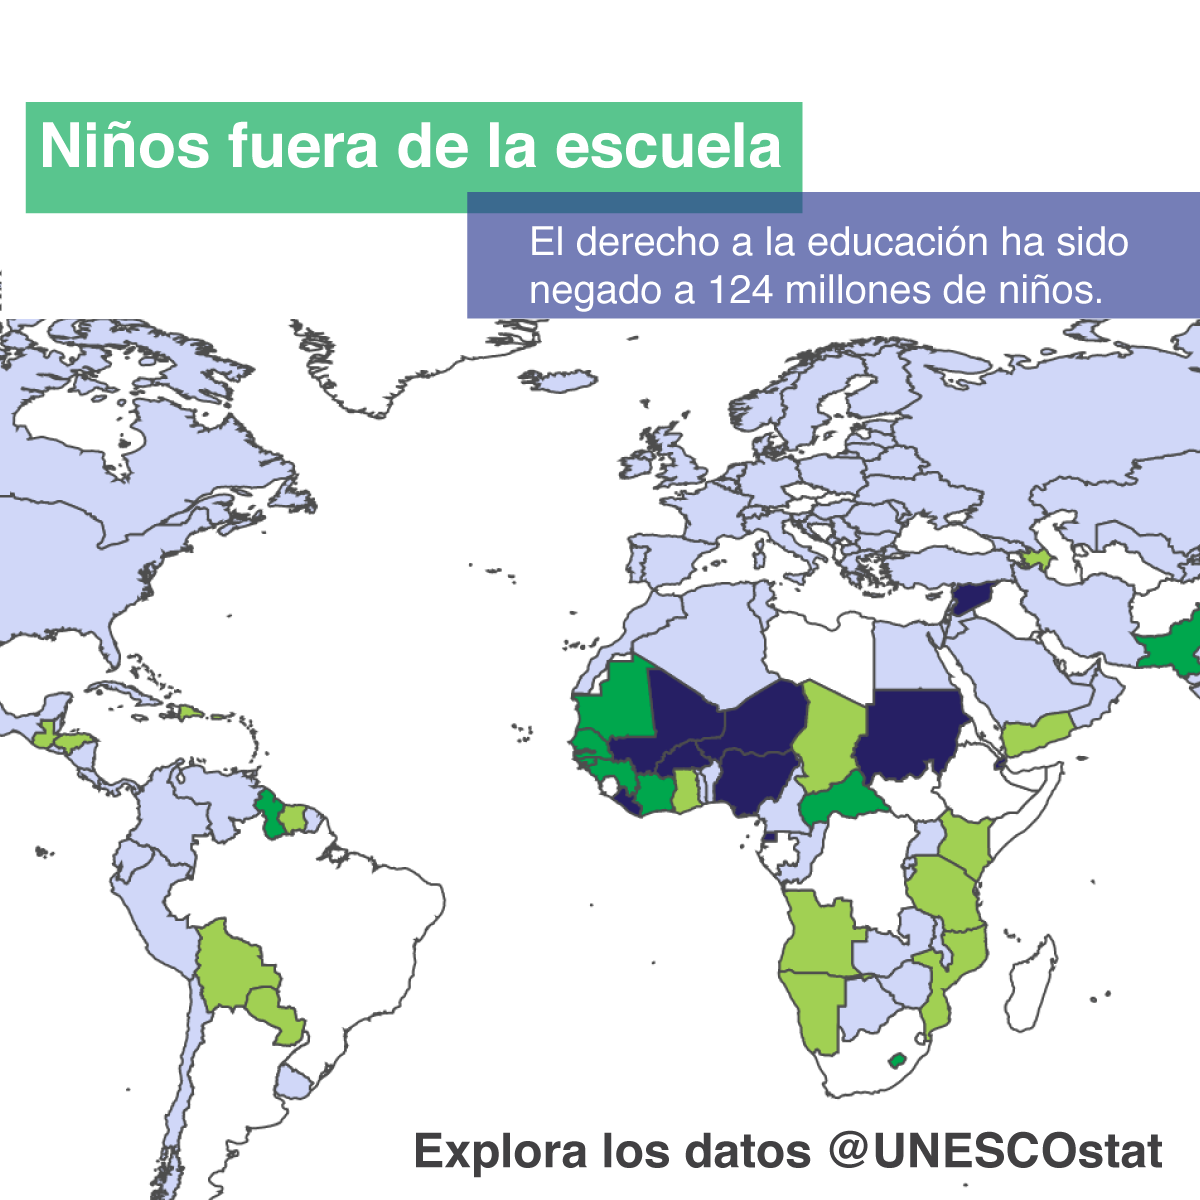 Niños fuera de la escuela
El derecho a la educación ha sido
negado a 124 millones de niños.
Explora los datos @UNESCOstat